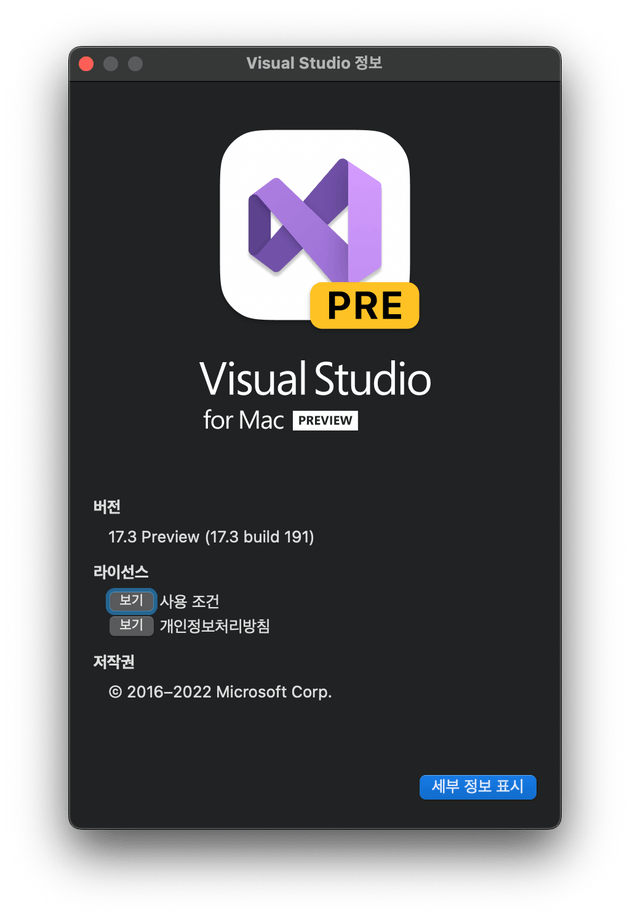 Visual Studio 정보
PRE
Visual Studio
for Mac PREVIEW
버전
17.3 Preview (17.3 build 191)
라이선스
보기 사용 조건
보기 개인정보처리방침
저작권
© 2016–2022 Microsoft Corp.
세부 정보 표시